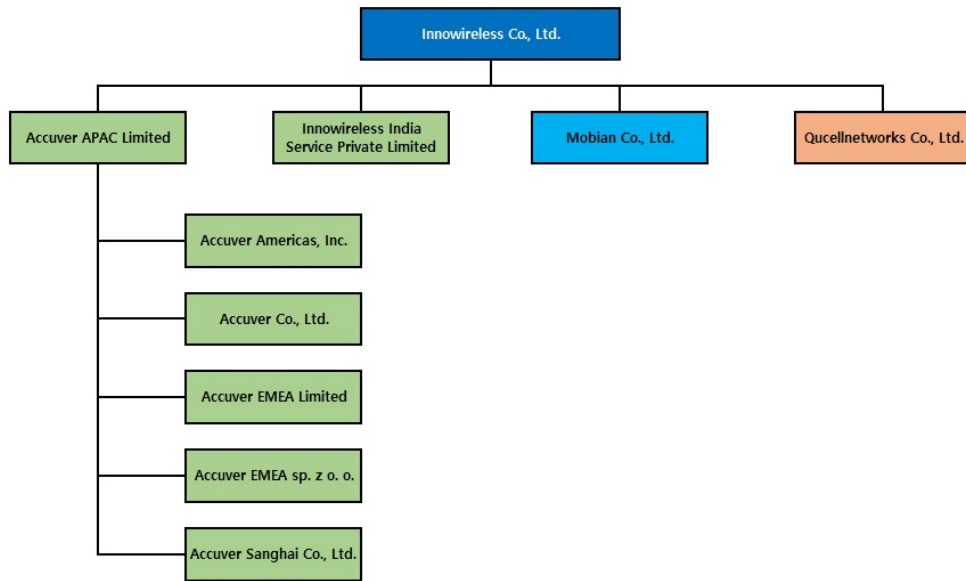 Innowireless Co., Ltd.
Accuver APAC Limited
Innowireless India
Service Private Limited
Mobian Co., Ltd.
Qucellnetworks Co., Ltd.
Accuver Americas, Inc.
Accuver Co., Ltd.
Accuver EMEA Limited
Accuver EMEA sp. z o. o.
Accuver Sanghai Co., Ltd.